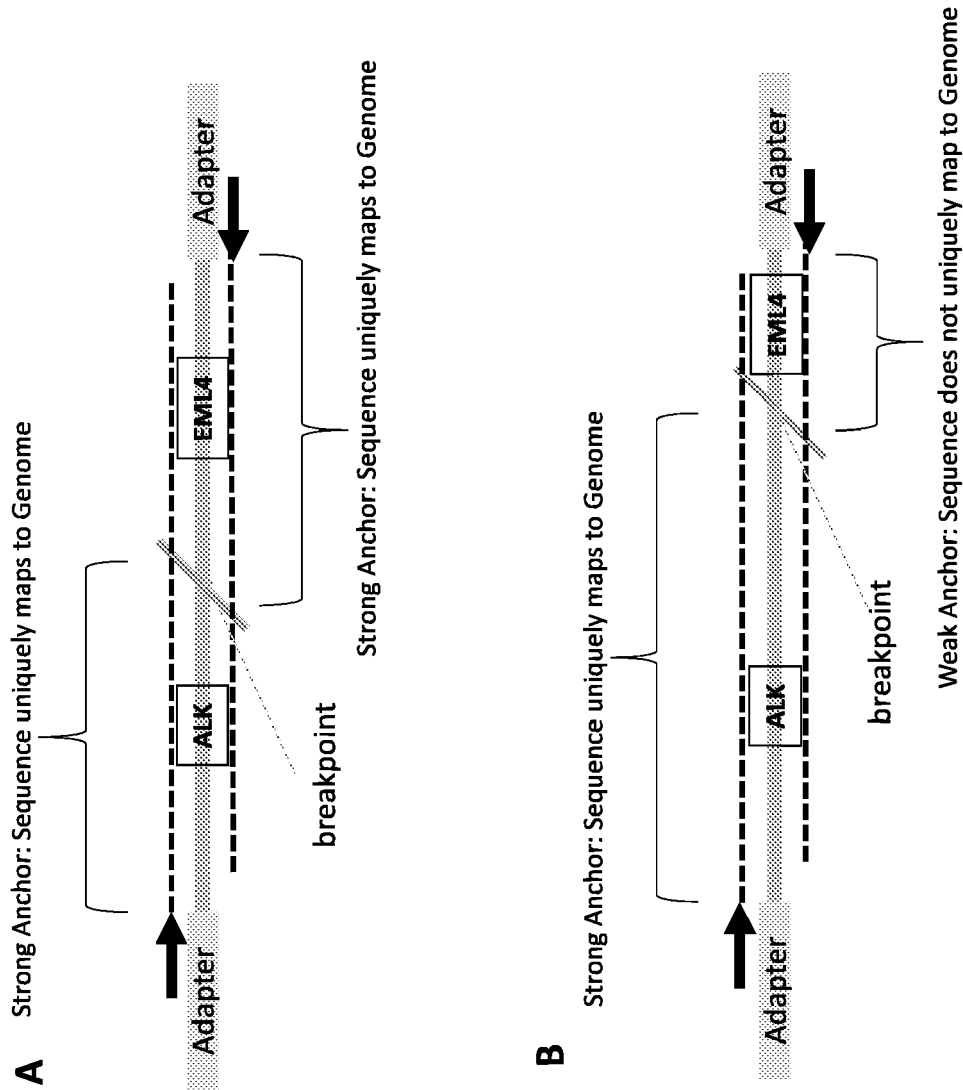 A
Strong Anchor: Sequence uniquely maps to Genome
Adapter
ALK
EML4
Adapter
breakpoint
Strong Anchor: Sequence uniquely maps to Genome
B
Strong Anchor: Sequence uniquely maps to Genome
Adapter
ALK
EML4
Adapter
breakpoint
Weak Anchor: Sequence does not uniquely map to Genome